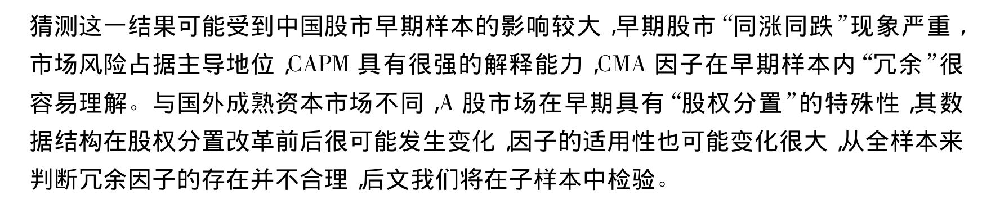 猜测这一结果可能受到中国股市早期样本的影响较大,早期股市“同涨同跌”现象严重,
市场风险占据主导地位,CAPM 具有很强的解释能力,CMA 因子在早期样本内“冗余”很
容易理解。与国外成熟资本市场不同,A 股市场在早期具有“股权分置”的特殊性,其数
据结构在股权分置改革前后很可能发生变化,因子的适用性也可能变化很大,从全样本来
判断冗余因子的存在并不合理,后文我们将在子样本中检验。